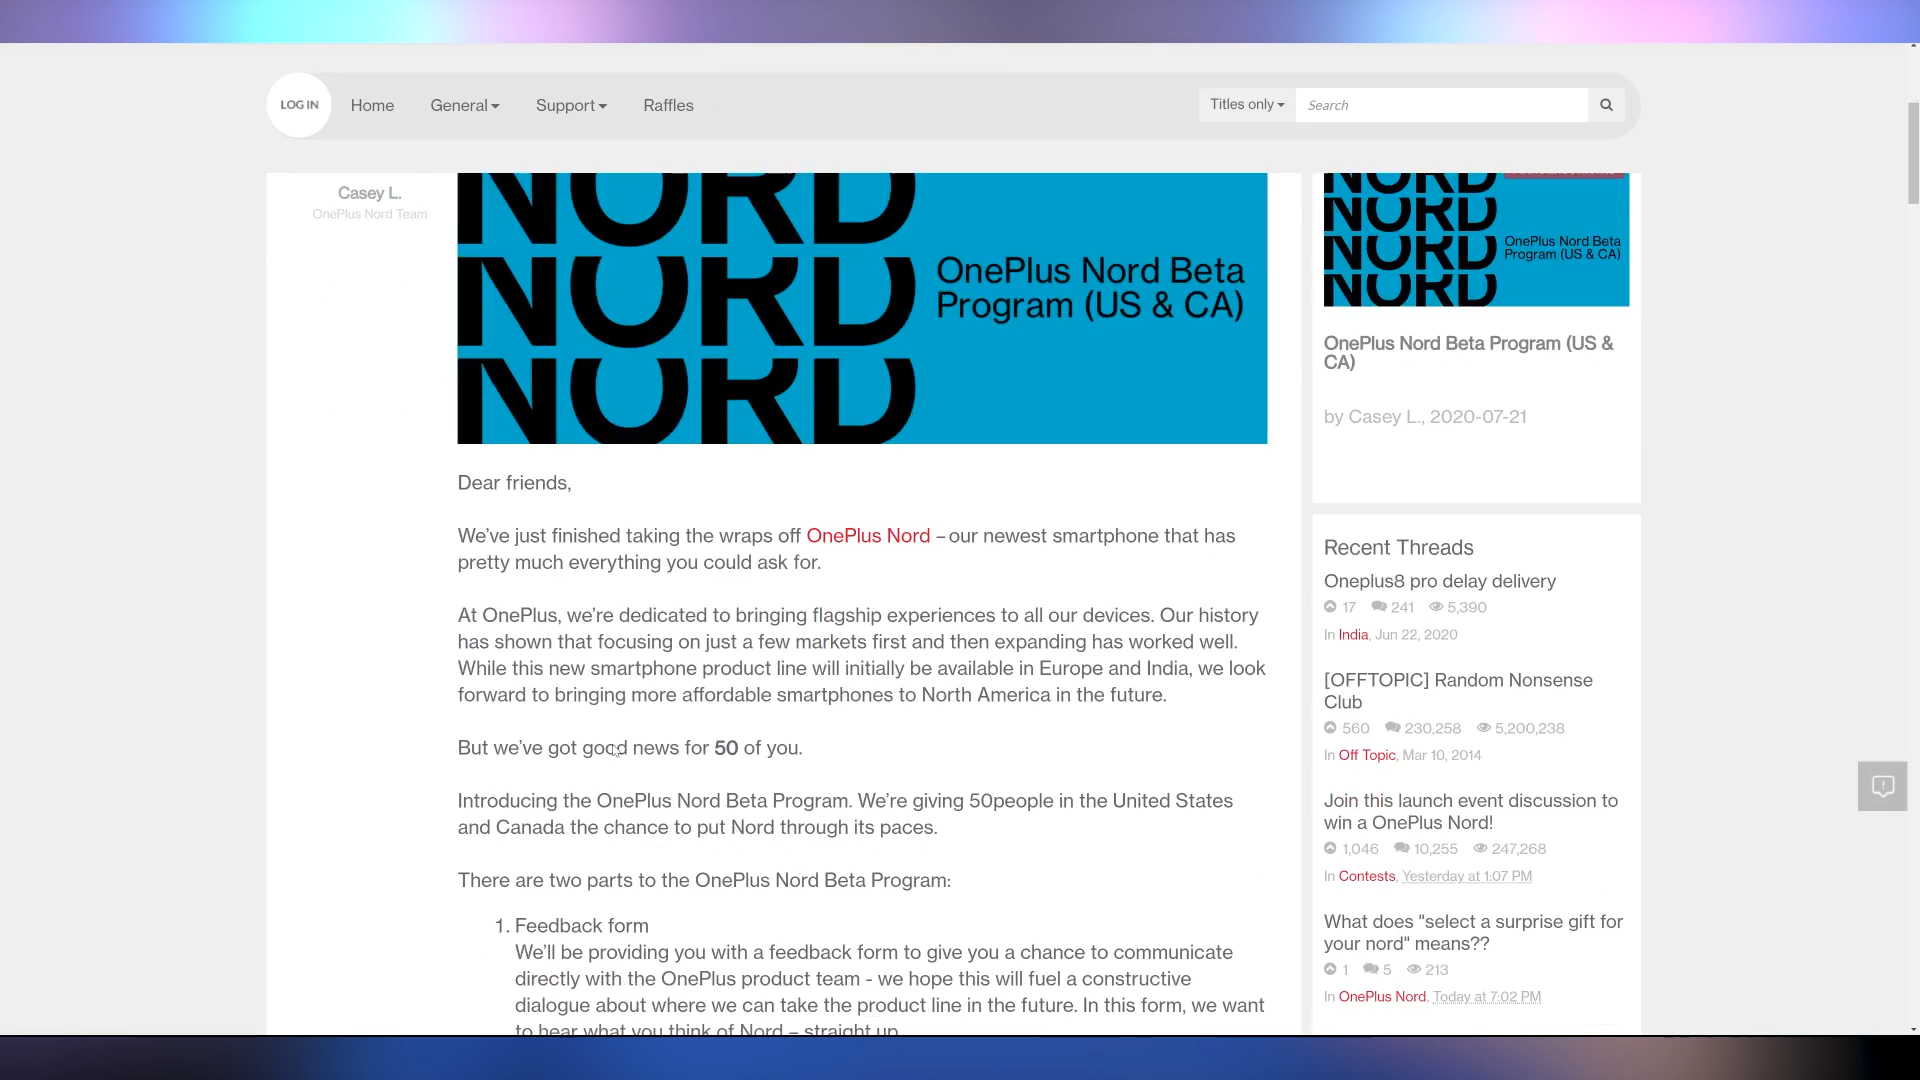 LOG IN
Home
General
Support
Raffles
Titles only
Search
Casey L.
OnePlus Nord Team
NORD
NORD
NORD
OnePlus Nord Beta
Program (US & CA)
Dear friends,
We've just finished taking the wraps off OnePlus Nord – our newest smartphone that has
pretty much everything you could ask for.
At OnePlus, we're dedicated to bringing flagship experiences to all our devices. Our history
has shown that focusing on just a few markets first and then expanding has worked well.
While this new smartphone product line will initially be available in Europe and India, we look
forward to bringing more affordable smartphones to North America in the future.
But we've got good news for 50 of you.
Introducing the OnePlus Nord Beta Program. We're giving 50people in the United States
and Canada the chance to put Nord through its paces.
There are two parts to the OnePlus Nord Beta Program:
1. Feedback form
We'll be providing you with a feedback form to give you a chance to communicate
directly with the OnePlus product team - we hope this will fuel a constructive
dialogue about where we can take the product line in the future. In this form, we want
to hear what you think of Nord – straight up.
NORD
NORD
NORD
NORD
OnePlus Nord Beta
Program (US & CA)
OnePlus Nord Beta Program (US &
CA)
by Casey L., 2020-07-21
Recent Threads
Oneplus8 pro delay delivery
17 241 5,390
In India, Jun 22, 2020
[OFFTOPIC] Random Nonsense
Club
560 230,258 5,200,238
In Off Topic, Mar 10, 2014
Join this launch event discussion to
win a OnePlus Nord!
1,046 10,255 247,268
In Contests, Yesterday at 1:07 PM
What does "select a surprise gift for
your nord" means??
1 5 213
In OnePlus Nord, Today at 7:02 PM